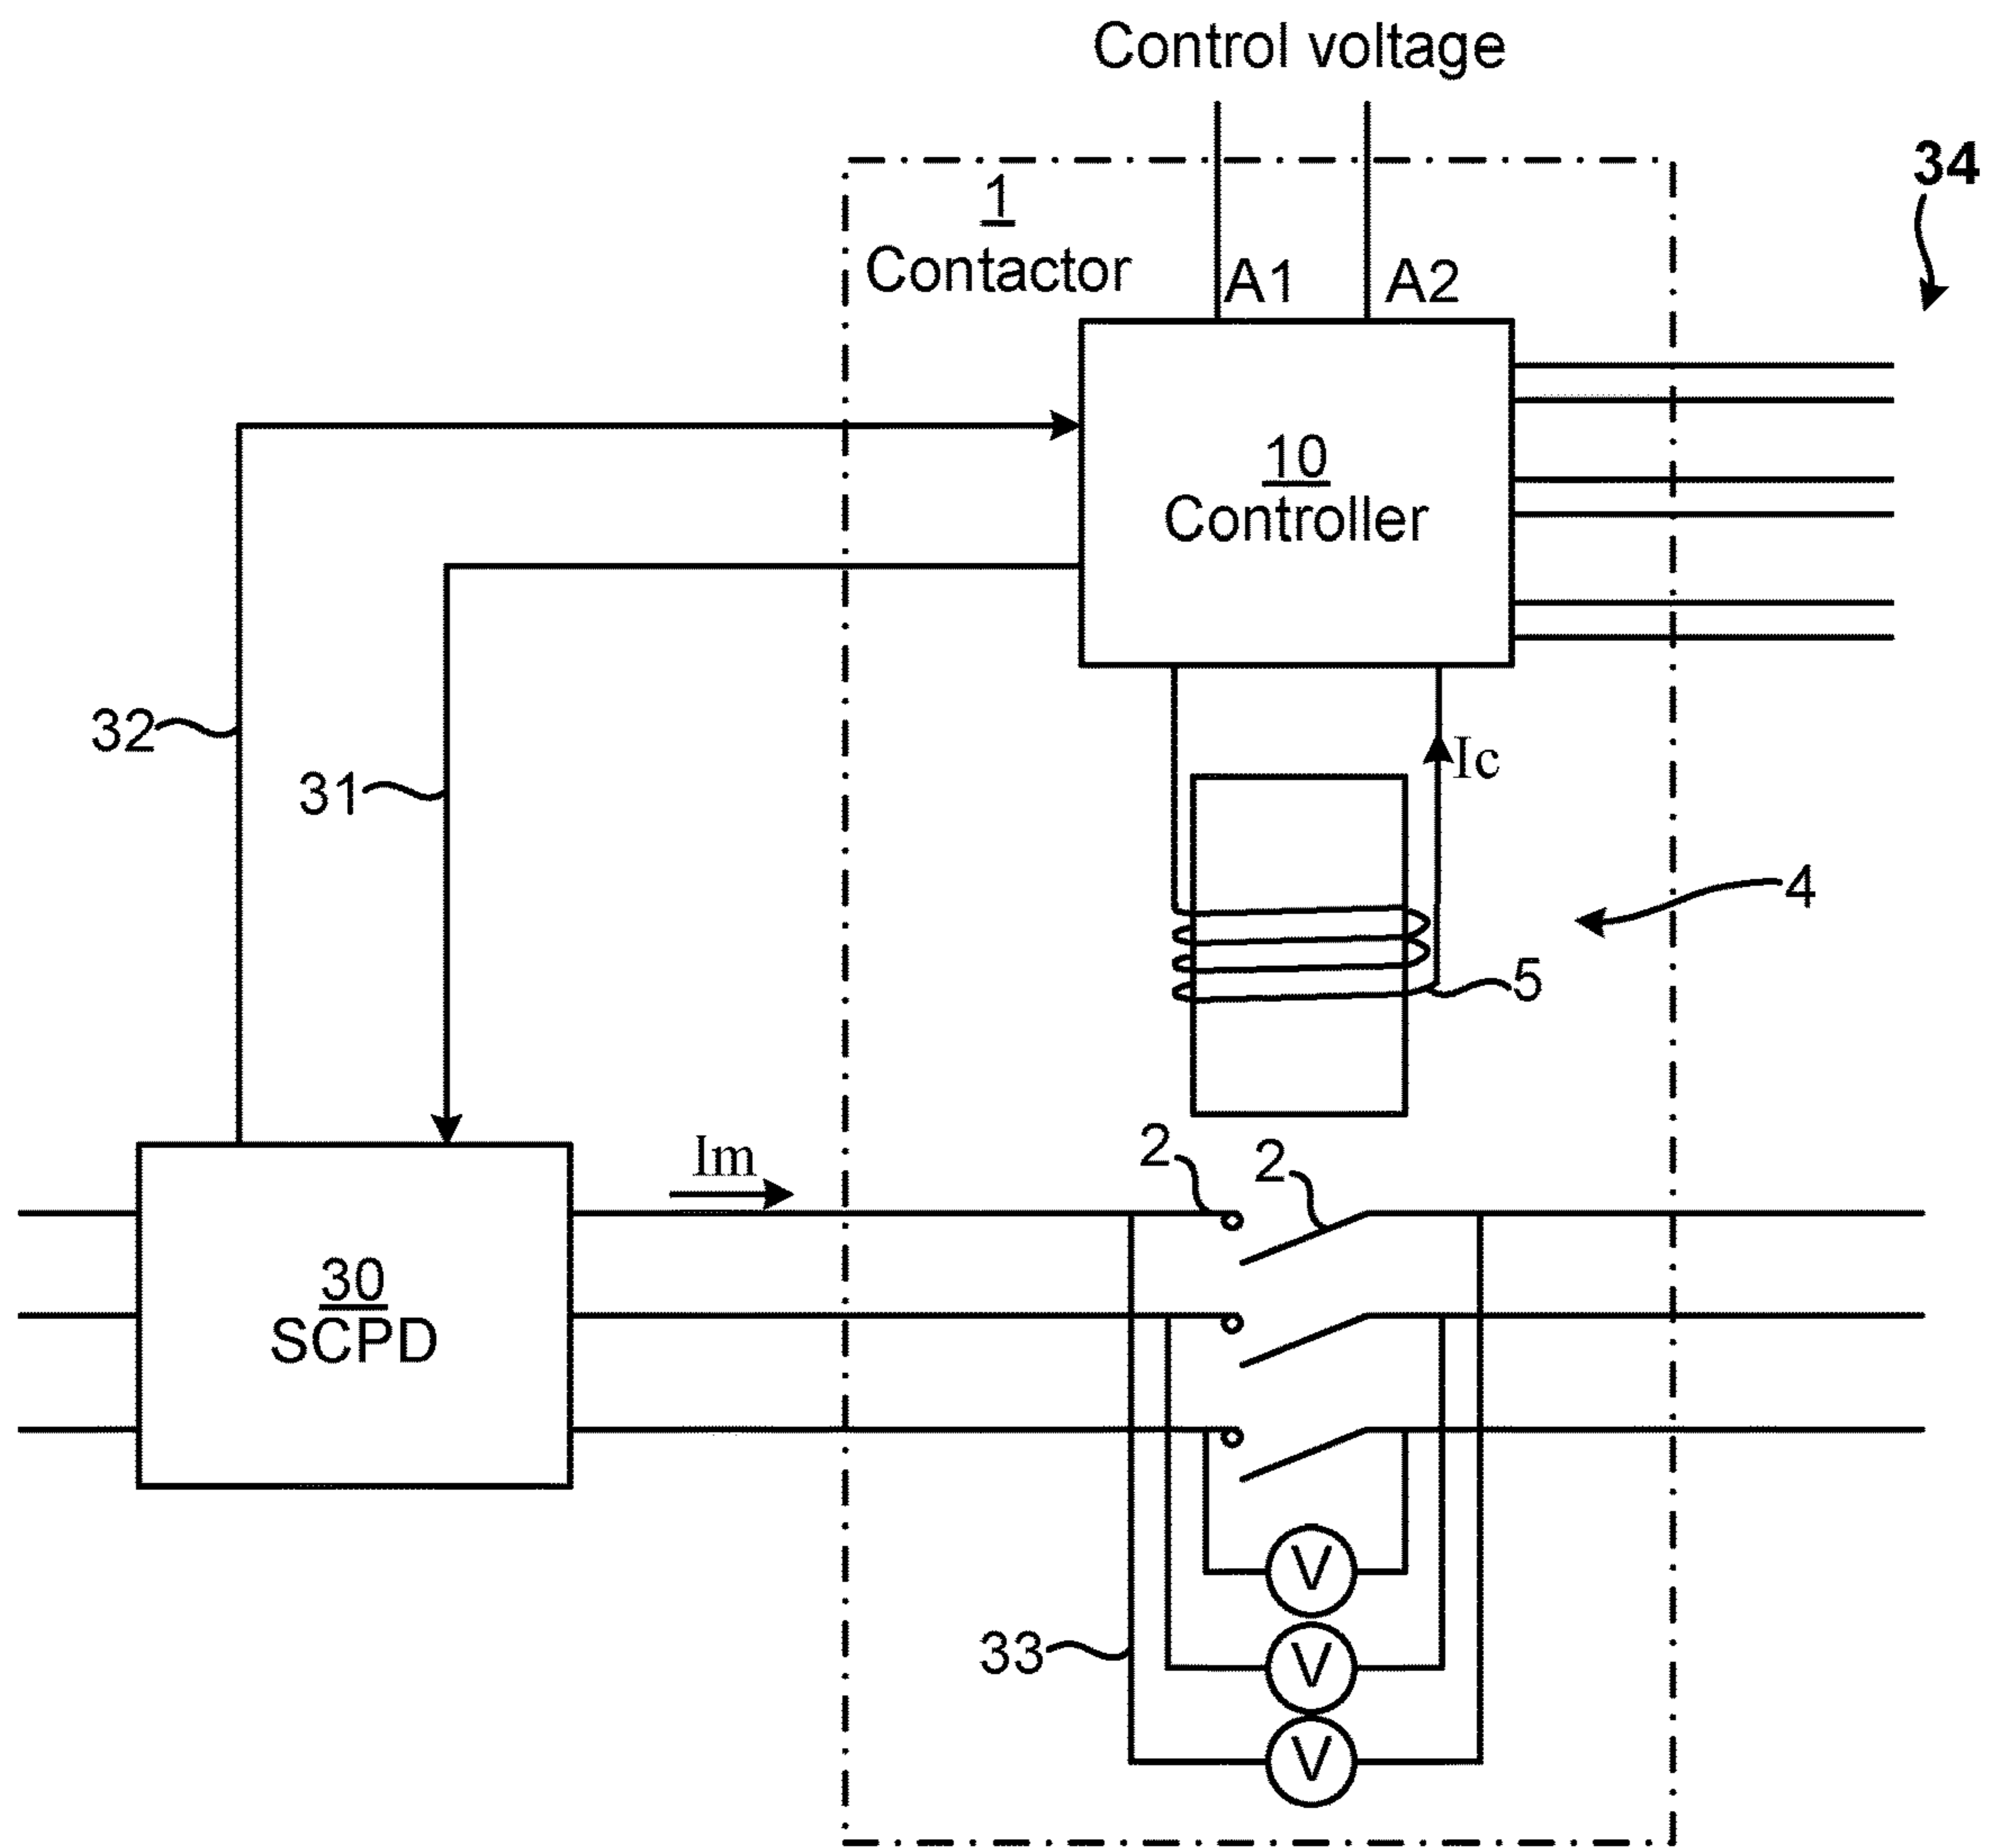 Control voltage
34
1
Contactor
A1
A2
10
Controller
32
31
Ic
4
5
Im
2
2
30
SCPD
V
33
V
V